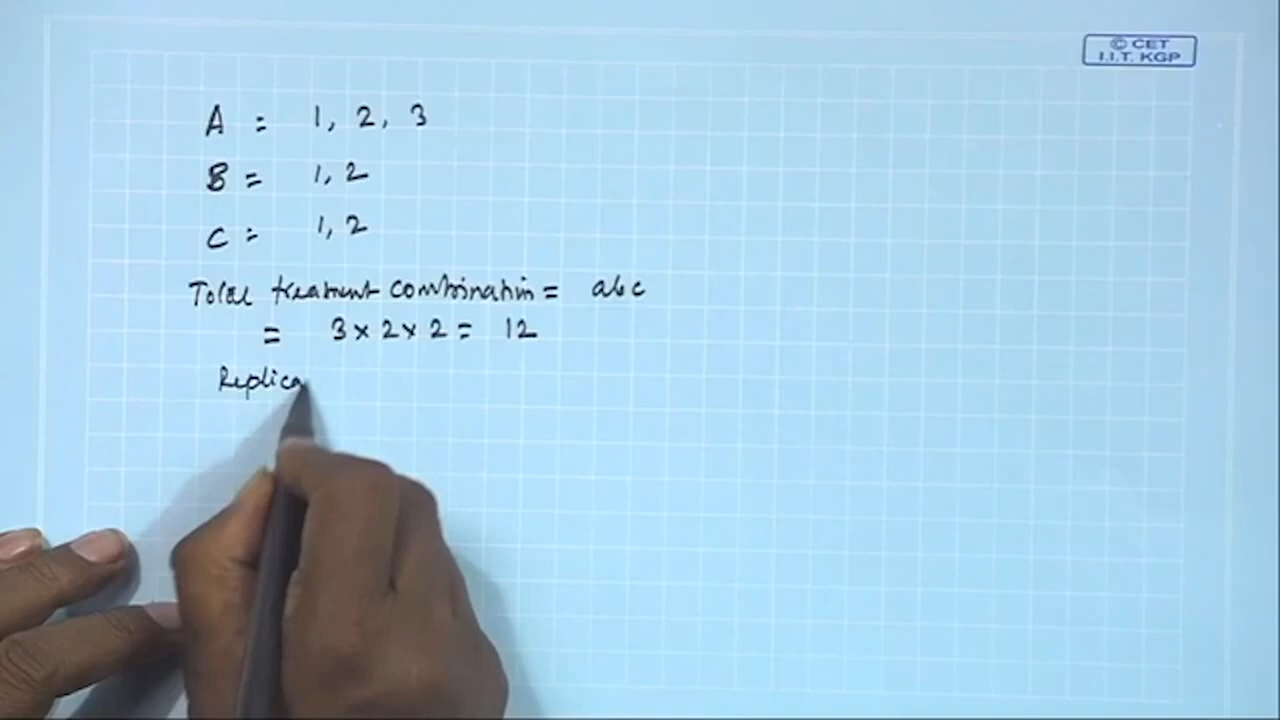 © CET
I.I.T. KGP
A = 1, 2, 3
B = 1, 2
C = 1, 2
Total treatment combination = abc
= 3 × 2 × 2 = 12
Replica